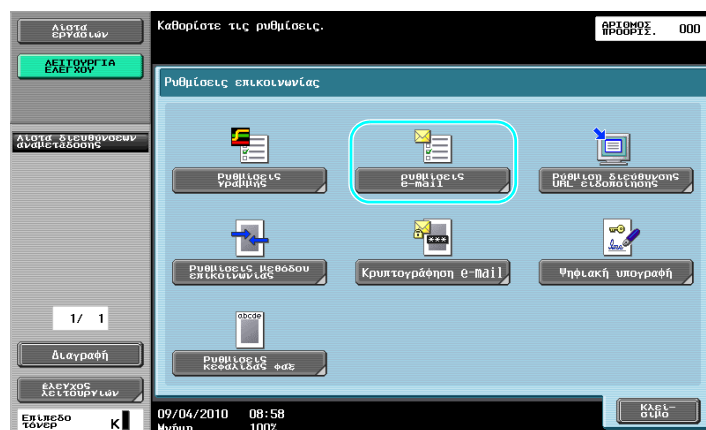 Λίστα
εργασιών
Καθορίστε τις ρυθμίσεις.
ΑΡΙΘΜΟΣ
ΠΡΟΟΡΙΣ.
000
ΛΕΙΤΟΥΡΓΙΑ
ΕΛΕΓΧΟΥ
Ρυθμίσεις επικοινωνίας
Λίστα διευθύνσεων
αναμετάδοσης
Ρυθμίσεις
γραμμής
Ρυθμίσεις
e-mail
Ρύθμιση διεύθυνσης
URL ειδοποίησης
Ρυθμίσεις μεθόδου
επικοινωνίας
Κρυπτογράφηση e-mail
Ψηφιακή υπογραφή
abcde
Ρυθμίσεις
κεφαλίδας φαξ
1/ 1
Διαγραφή
έλεγχος
λειτουργιών
Επίπεδο
τόνερ
K
09/04/2010 08:58
Μνήμη 100%
Κλεί-
σιμο